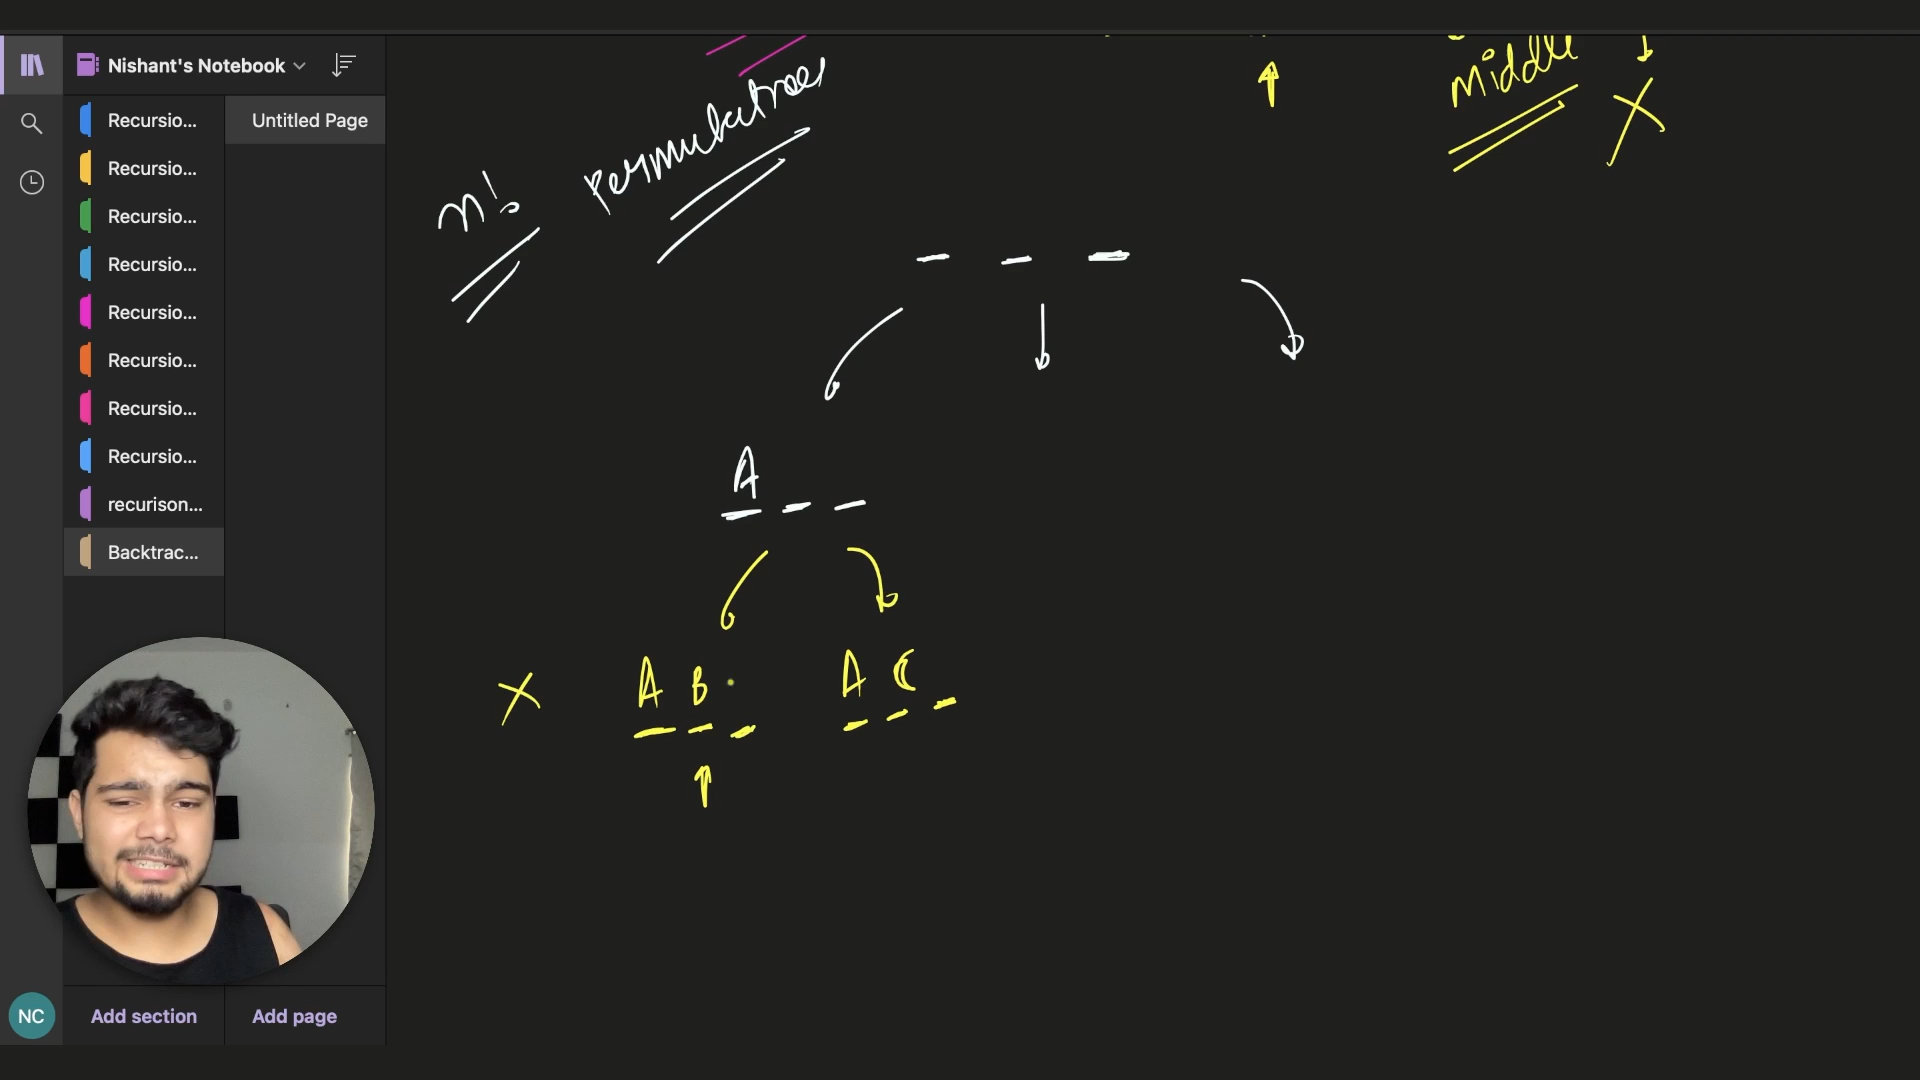 Nishant's Notebook
Recursio...
Untitled Page
Recursio...
Recursio...
Recursio...
Recursio...
Recursio...
Recursio...
Recursio...
recurison...
Backtrac...
NC
Add section
Add page
middle
X
n! permutations
A
X
A B
A C